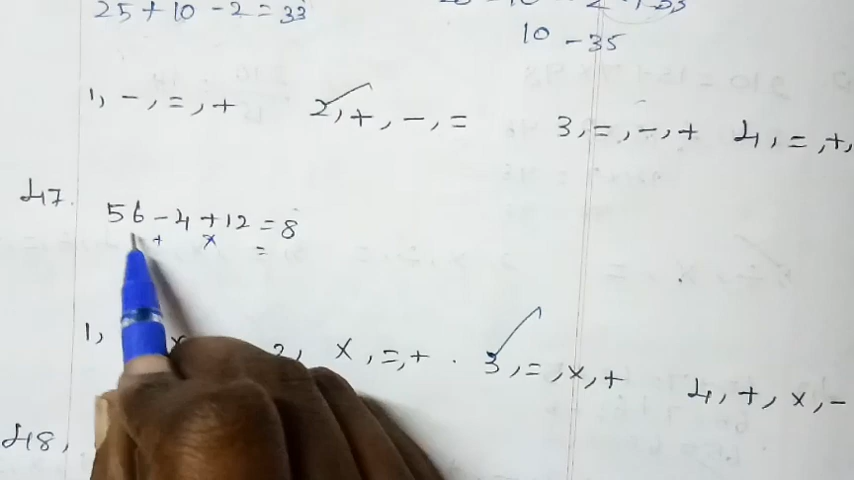 25 + 10 - 2 = 33
10 - 35
1, -, =, + 2, +, -, = 3, =, -, + 4, =, +,
47. 56 - 4 + 12 = 8
+ × =
1, × 2, ×, =, + . 3, =, ×, + 4, +, ×, -
48,